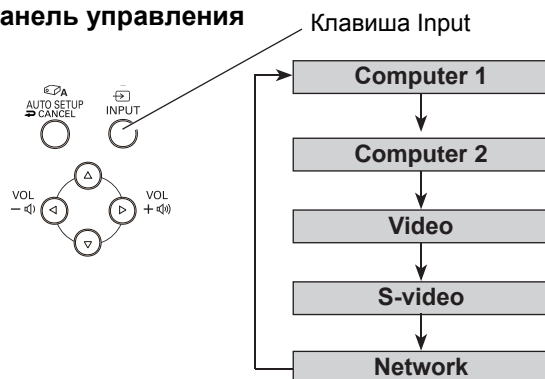 анель управления
Клавиша Input
A
AUTO SETUP
CANCEL
INPUT
VOL
−
VOL
+
Computer 1
Computer 2
Video
S-video
Network